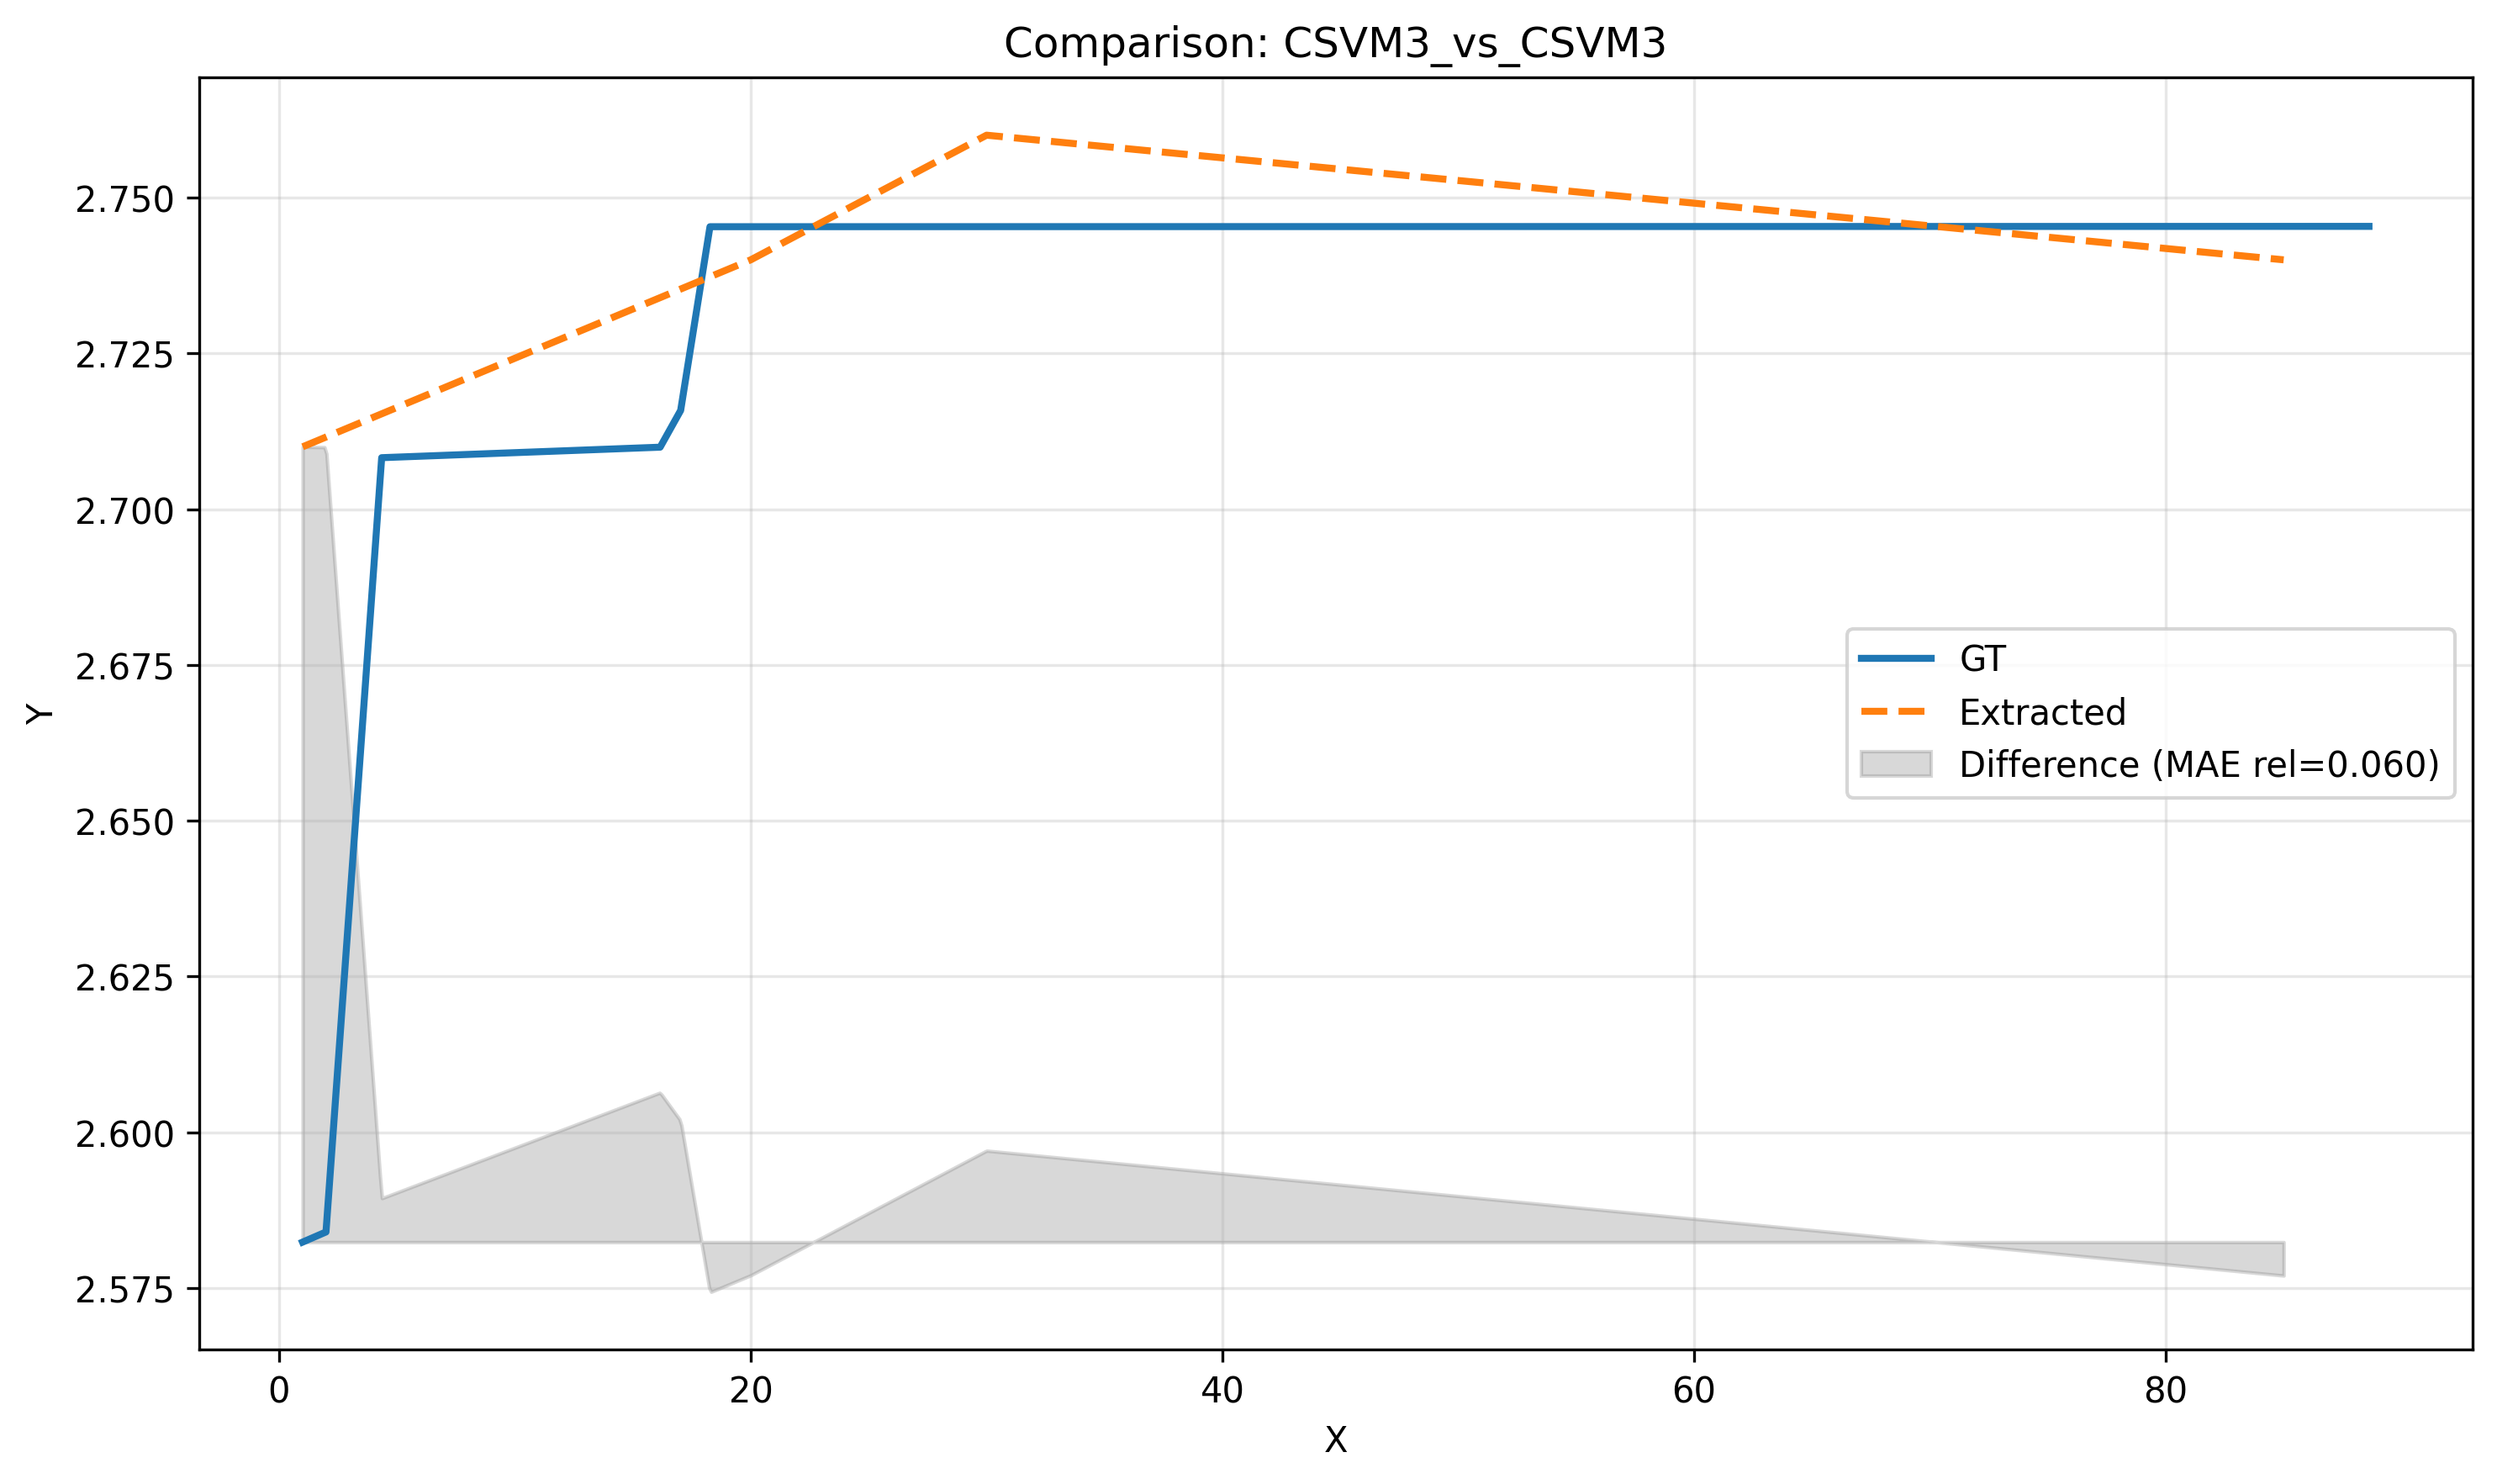 Comparison: CSVM3_vs_CSVM3
2.750
2.725
2.700
2.675
2.650
2.625
2.600
2.575
Y
GT
Extracted
Difference (MAE rel=0.060)
0 20 40 60 80
X